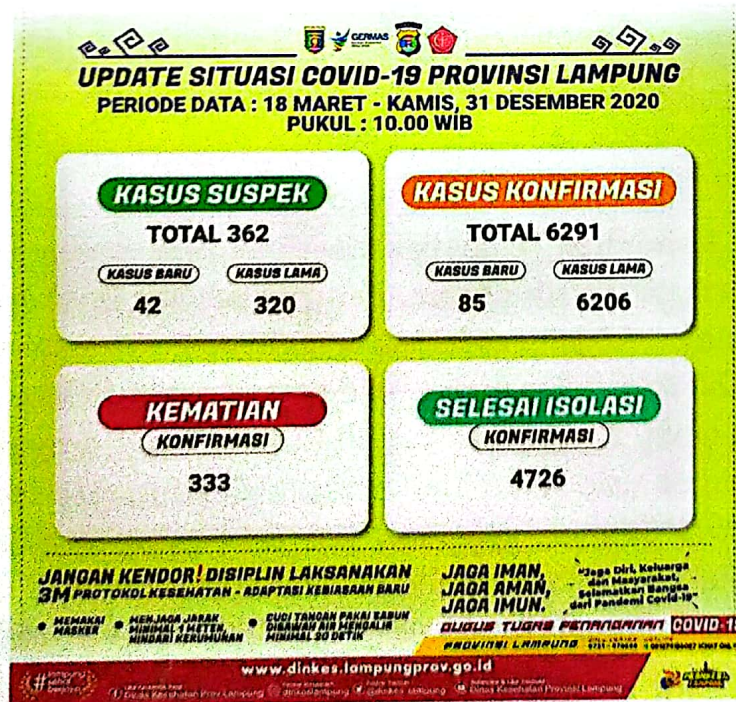 GERMAS
UPDATE SITUASI COVID-19 PROVINSI LAMPUNG
PERIODE DATA : 18 MARET - KAMIS, 31 DESEMBER 2020
PUKUL : 10.00 WIB
KASUS SUSPEK
TOTAL 362
KASUS BARU KASUS LAMA
42 320
KASUS KONFIRMASI
TOTAL 6291
KASUS BARU KASUS LAMA
85 6206
KEMATIAN
KONFIRMASI
333
SELESAI ISOLASI
KONFIRMASI
4726
JANGAN KENDOR! DISIPLIN LAKSANAKAN
3M PROTOKOL KESEHATAN - ADAPTASI KEBIASAAN BARU
• MEMAKAI
MASKER
• MENJAGA JARAK
MINIMAL 1 METEN,
HINDARI KERUMUNAN
• CUCI TANGAN PAKAI SABUN
DIBAWAH AIR MENGALIR
MINIMAL 20 DETIK
JAGA IMAN,
JAGA AMAN,
JAGA IMUN.
"Jaga Diri, Keluarga
dan Masyarakat,
Selamatkan Bangsa
dari Pandemi Covid-19"
GUGUS TUGAS PENANGANAN COVID-19
PROVINSI LAMPUNG
www.dinkes.lampungprov.go.id
Dinas Kesehatan Prov Lampung dinkeslampung @dinkes_lampung Dinas Kesehatan Provinsi Lampung